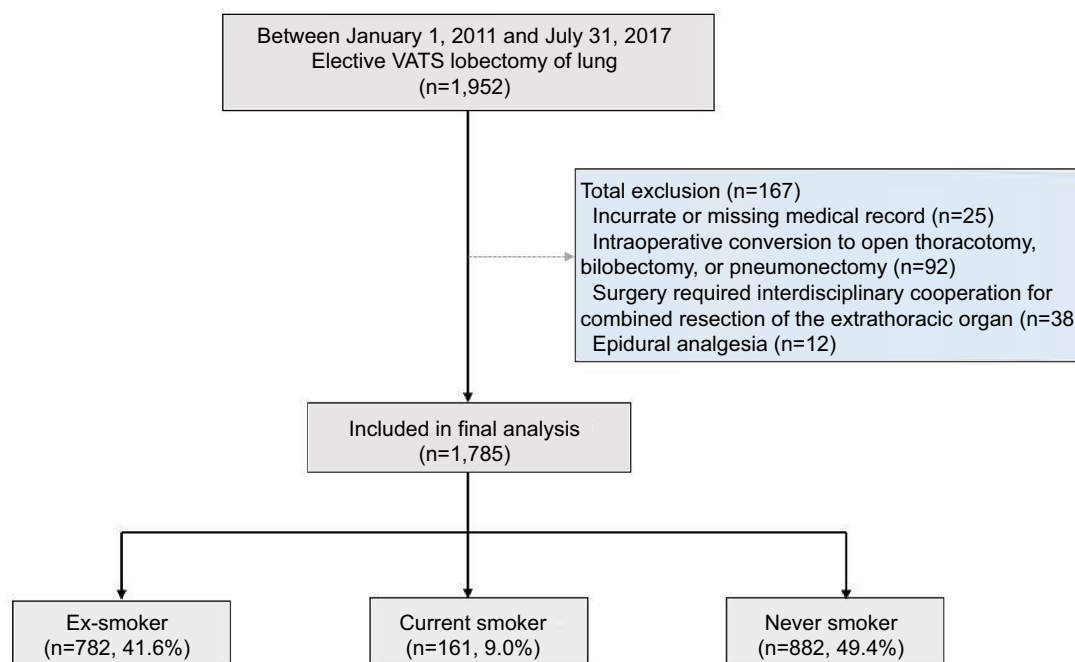 Between January 1, 2011 and July 31, 2017
Elective VATS lobectomy of lung
(n=1,952)
Total exclusion (n=167)
Incurrate or missing medical record (n=25)
Intraoperative conversion to open thoracotomy,
bilobectomy, or pneumonectomy (n=92)
Surgery required interdisciplinary cooperation for
combined resection of the extrathoracic organ (n=38
Epidural analgesia (n=12)
Included in final analysis
(n=1,785)
Ex-smoker
(n=782, 41.6%)
Current smoker
(n=161, 9.0%)
Never smoker
(n=882, 49.4%)